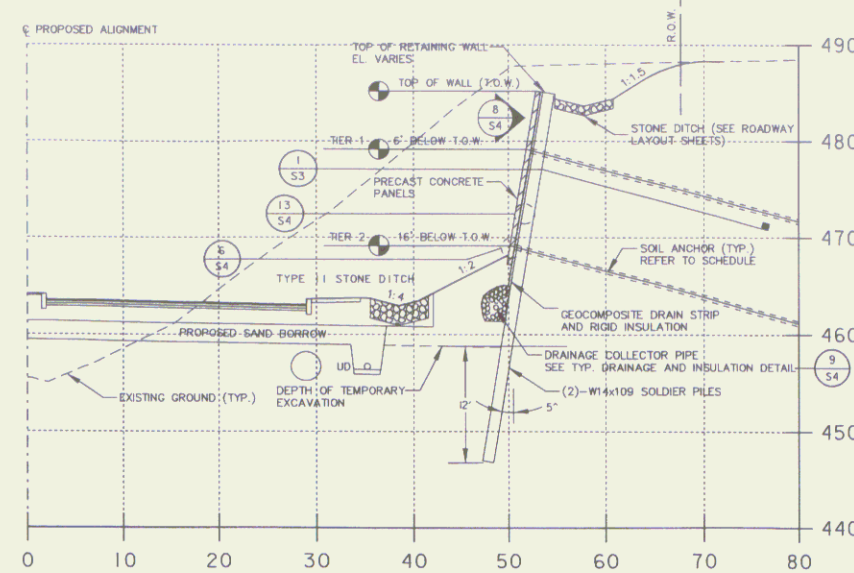 ℄ PROPOSED ALIGNMENT
R.O.W.
490
TOP OF RETAINING WALL
EL. VARIES
TOP OF WALL (T.O.W.)
1:1.5
8
S4
STONE DITCH (SEE ROADWAY
LAYOUT SHEETS)
480
TIER 1 6' BELOW T.O.W.
1
S3
PRECAST CONCRETE
PANELS
13
S4
470
TIER 2 16' BELOW T.O.W.
6
S4
SOIL ANCHOR (TYP.)
REFER TO SCHEDULE
TYPE II STONE DITCH
1:2
1:4
GEOCOMPOSITE DRAIN STRIP
AND RIGID INSULATION
PROPOSED SAND BORROW
460
DRAINAGE COLLECTOR PIPE
SEE TYP. DRAINAGE AND INSULATION DETAIL
9
S4
UD
EXISTING GROUND (TYP.)
DEPTH OF TEMPORARY
EXCAVATION
(2)-W14x109 SOLDIER PILES
12'
5°
450
440
0 10 20 30 40 50 60 70 80